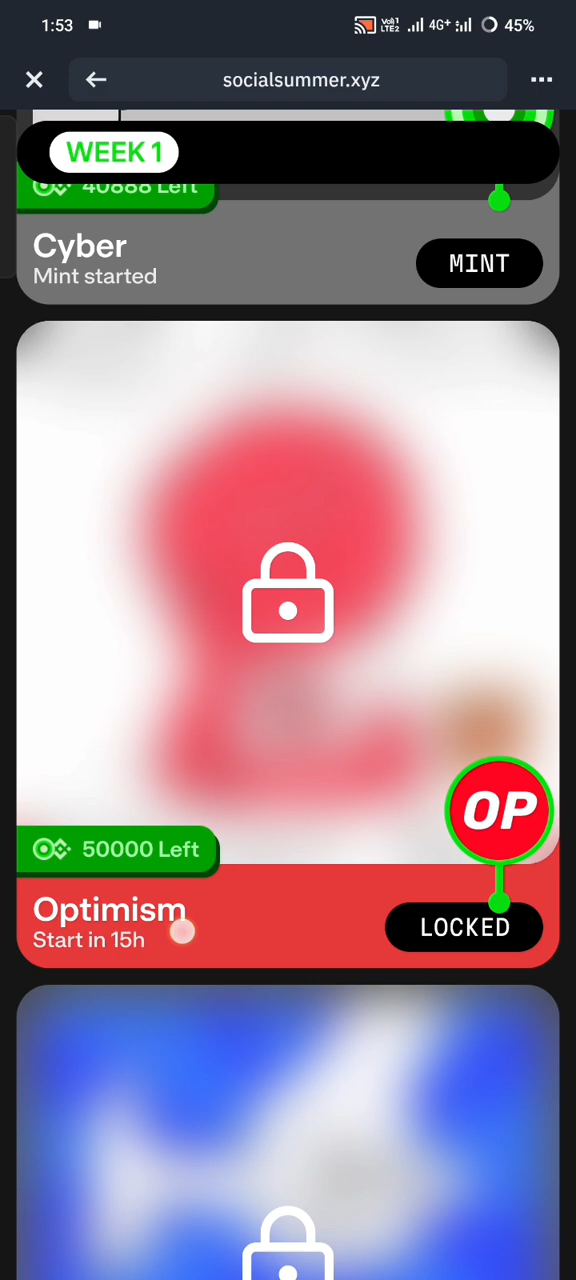 1:53
Vo))1
LTE2
4G+
45%
socialsummer.xyz
WEEK 1
40888 Left
Cyber
Mint started
MINT
OP
50000 Left
Optimism
Start in 15h
LOCKED